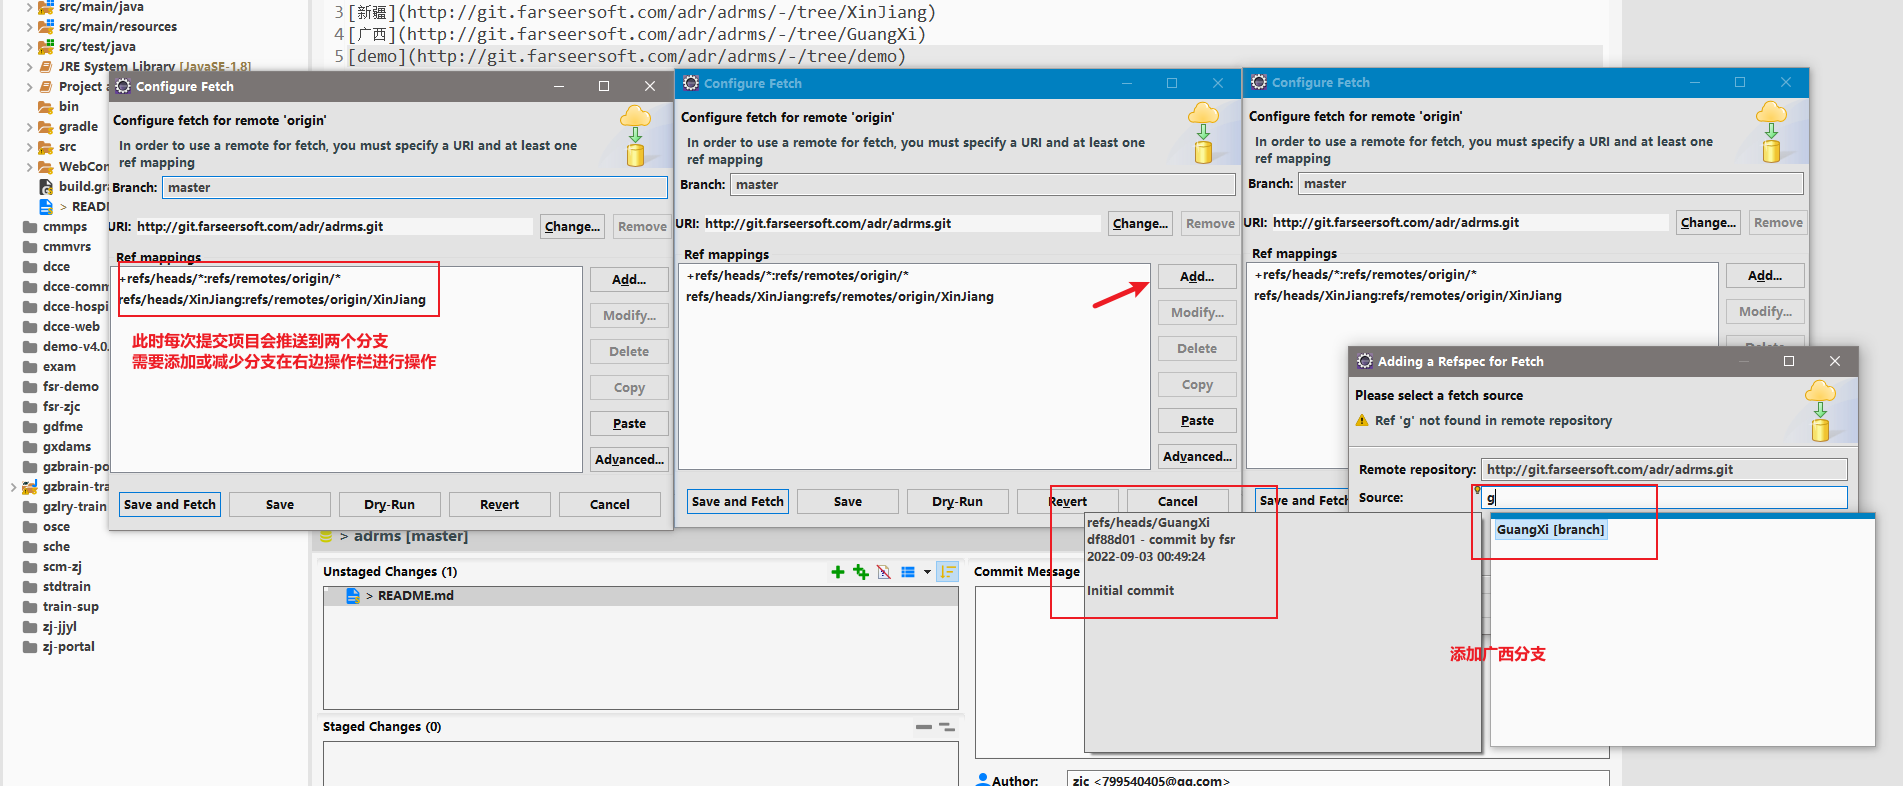 src/main/java
src/main/resources
src/test/java
JRE System Library [JavaSE-1.8]
Project
bin
gradle
src
WebCon
build.gra
> READ
cmmps
cmmvrs
dcce
dcce-comm
dcce-hospi
dcce-web
demo-v4.0.
exam
fsr-demo
fsr-zjc
gdfme
gxdams
gzbrain-po
gzbrain-tra
gzlry-train
osce
sche
scm-zj
stdtrain
train-sup
zj-jjyl
zj-portal
3 [新疆](http://git.farseersoft.com/adr/adrms/-/tree/XinJiang)
4 [广西](http://git.farseersoft.com/adr/adrms/-/tree/GuangXi)
5 [demo](http://git.farseersoft.com/adr/adrms/-/tree/demo)
Configure Fetch
Configure fetch for remote 'origin'
In order to use a remote for fetch, you must specify a URI and at least one
ref mapping
Branch: master
URI: http://git.farseersoft.com/adr/adrms.git Change... Remove
Ref mappings
+refs/heads/*:refs/remotes/origin/*
refs/heads/XinJiang:refs/remotes/origin/XinJiang
此时每次提交项目会推送到两个分支
需要添加或减少分支在右边操作栏进行操作
Add...
Modify...
Delete
Copy
Paste
Advanced...
Save and Fetch Save Dry-Run Revert Cancel
Configure Fetch
Configure fetch for remote 'origin'
In order to use a remote for fetch, you must specify a URI and at least one
ref mapping
Branch: master
URI: http://git.farseersoft.com/adr/adrms.git Change... Remove
Ref mappings
+refs/heads/*:refs/remotes/origin/*
refs/heads/XinJiang:refs/remotes/origin/XinJiang
Add...
Modify...
Delete
Copy
Paste
Advanced...
Save and Fetch Save Dry-Run Revert Cancel
Configure Fetch
Configure fetch for remote 'origin'
In order to use a remote for fetch, you must specify a URI and at least one
ref mapping
Branch: master
URI: http://git.farseersoft.com/adr/adrms.git Change... Remove
Ref mappings
+refs/heads/*:refs/remotes/origin/*
refs/heads/XinJiang:refs/remotes/origin/XinJiang
Add...
Modify...
Delete
Save and Fetch
Adding a Refspec for Fetch
Please select a fetch source
Ref 'g' not found in remote repository
Remote repository: http://git.farseersoft.com/adr/adrms.git
Source: g
GuangXi [branch]
添加广西分支
refs/heads/GuangXi
df88d01 - commit by fsr
2022-09-03 00:49:24
Initial commit
> adrms [master]
Unstaged Changes (1)
> README.md
Staged Changes (0)
Commit Message
Author: zjc <799540405@qq.com>